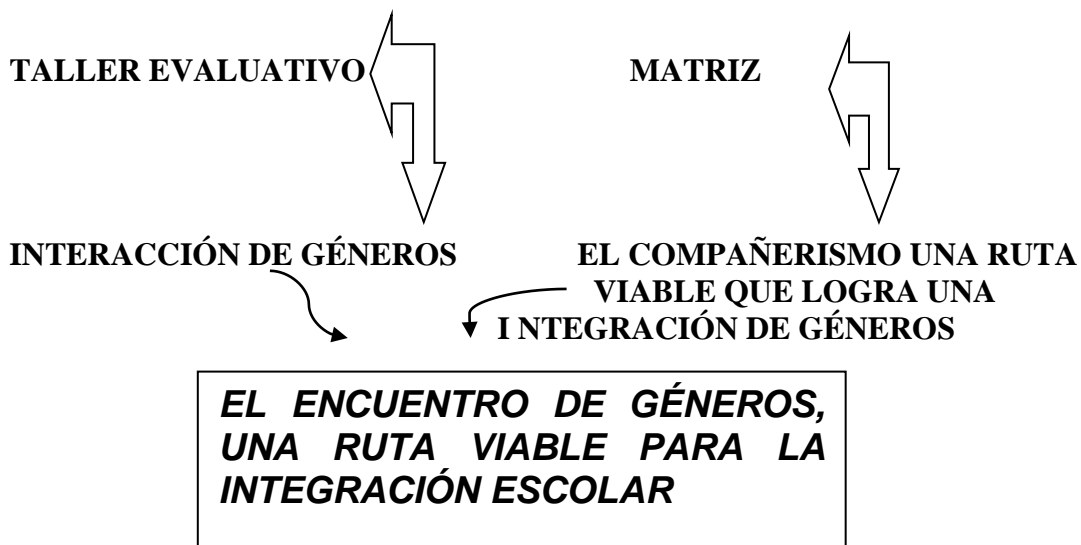 TALLER EVALUATIVO
MATRIZ
INTERACCIÓN DE GÉNEROS
EL COMPAÑERISMO UNA RUTA
VIABLE QUE LOGRA UNA
I NTEGRACIÓN DE GÉNEROS
EL ENCUENTRO DE GÉNEROS,
UNA RUTA VIABLE PARA LA
INTEGRACIÓN ESCOLAR